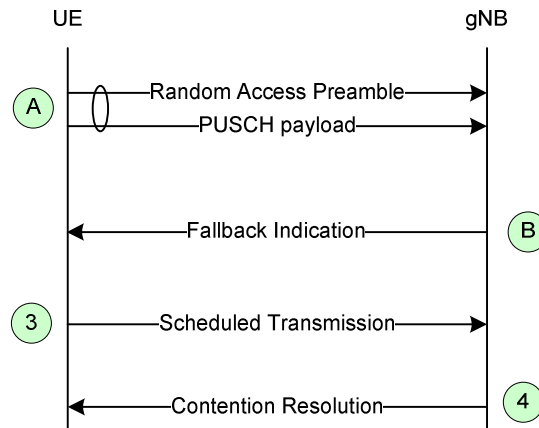 UE
gNB
A
Random Access Preamble
PUSCH payload
Fallback Indication
B
3
Scheduled Transmission
4
Contention Resolution